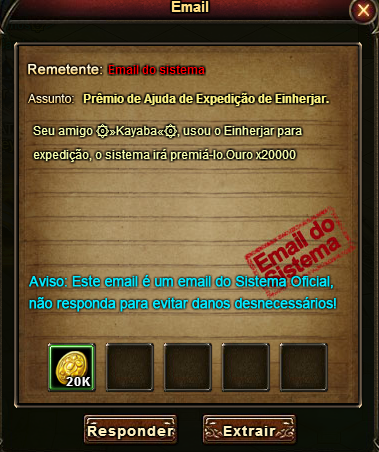 Email
Remetente: Email do sistema
Assunto: Prêmio de Ajuda de Expedição de Einherjar.
Seu amigo ۞»Kayaba«۞, usou o Einherjar para
expedição, o sistema irá premiá-lo.Ouro x20000
Email do
Sistema
Aviso: Este email é um email do Sistema Oficial,
não responda para evitar danos desnecessários!
20K
Responder
Extrair